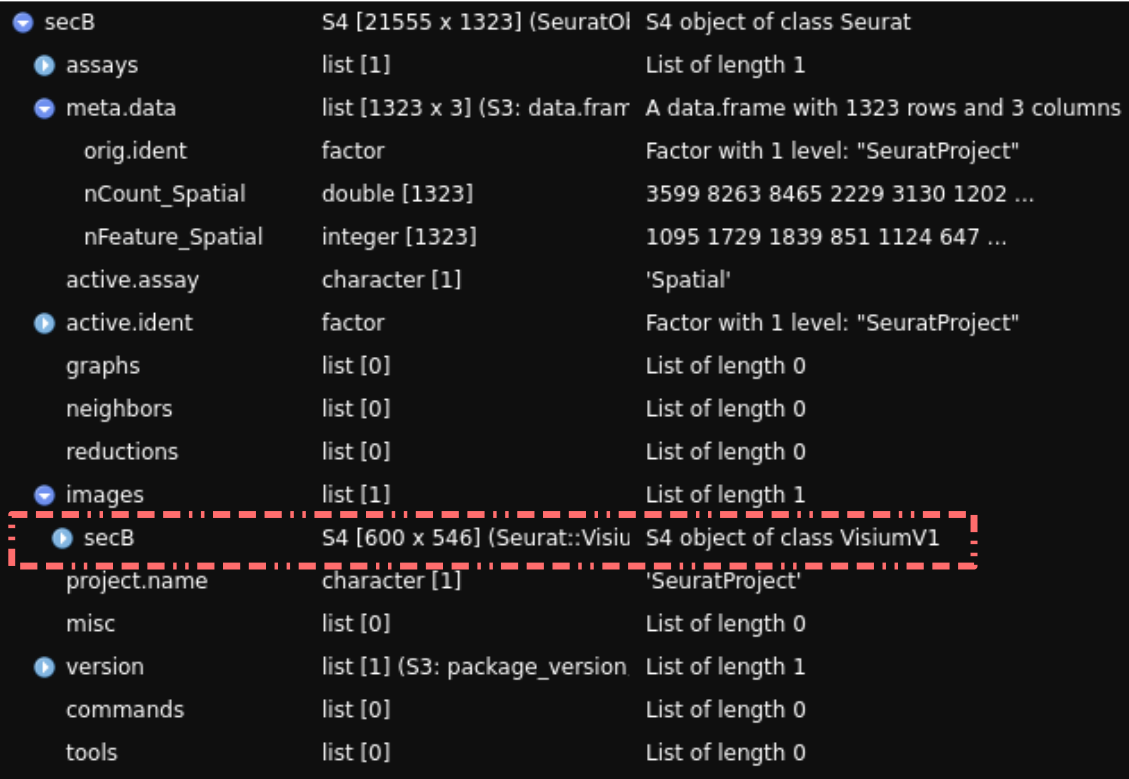 secB S4 [21555 x 1323] (SeuratOl S4 object of class Seurat
assays list [1] List of length 1
meta.data list [1323 x 3] (S3: data.fram A data.frame with 1323 rows and 3 columns
orig.ident factor Factor with 1 level: "SeuratProject"
nCount_Spatial double [1323] 3599 8263 8465 2229 3130 1202 ...
nFeature_Spatial integer [1323] 1095 1729 1839 851 1124 647 ...
active.assay character [1] 'Spatial'
active.ident factor Factor with 1 level: "SeuratProject"
graphs list [0] List of length 0
neighbors list [0] List of length 0
reductions list [0] List of length 0
images list [1] List of length 1
secB S4 [600 x 546] (Seurat::Visiu S4 object of class VisiumV1
project.name character [1] 'SeuratProject'
misc list [0] List of length 0
version list [1] (S3: package_version List of length 1
commands list [0] List of length 0
tools list [0] List of length 0